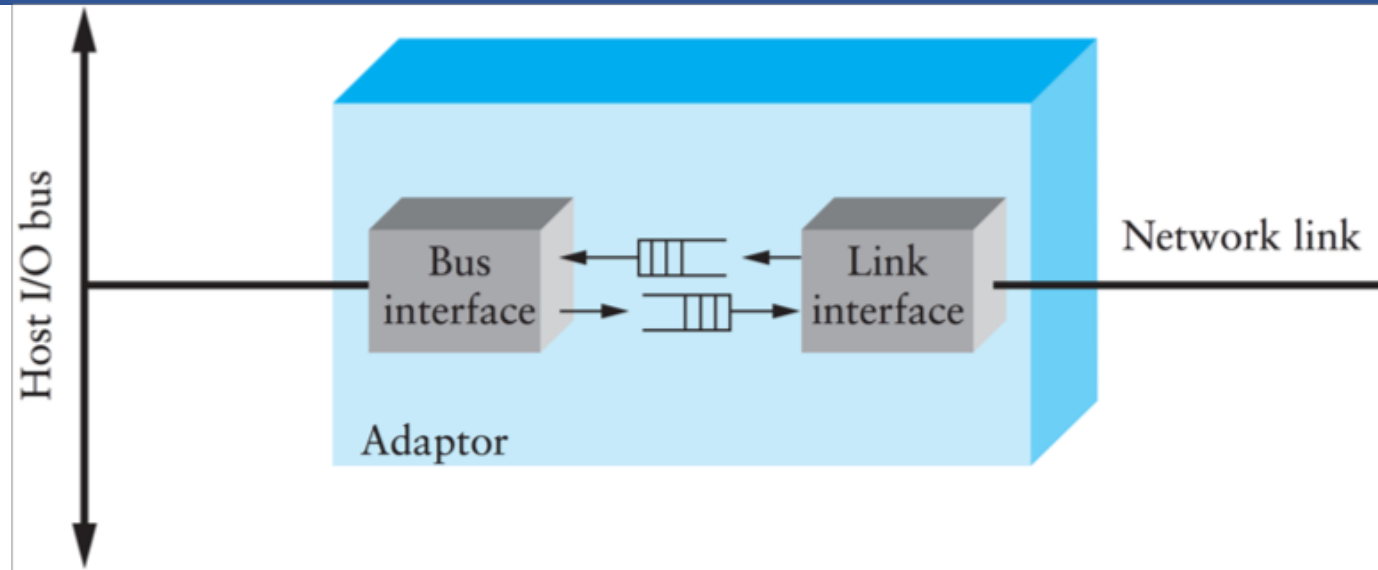 Host I/O bus
Bus
interface
Link
interface
Network link
Adaptor